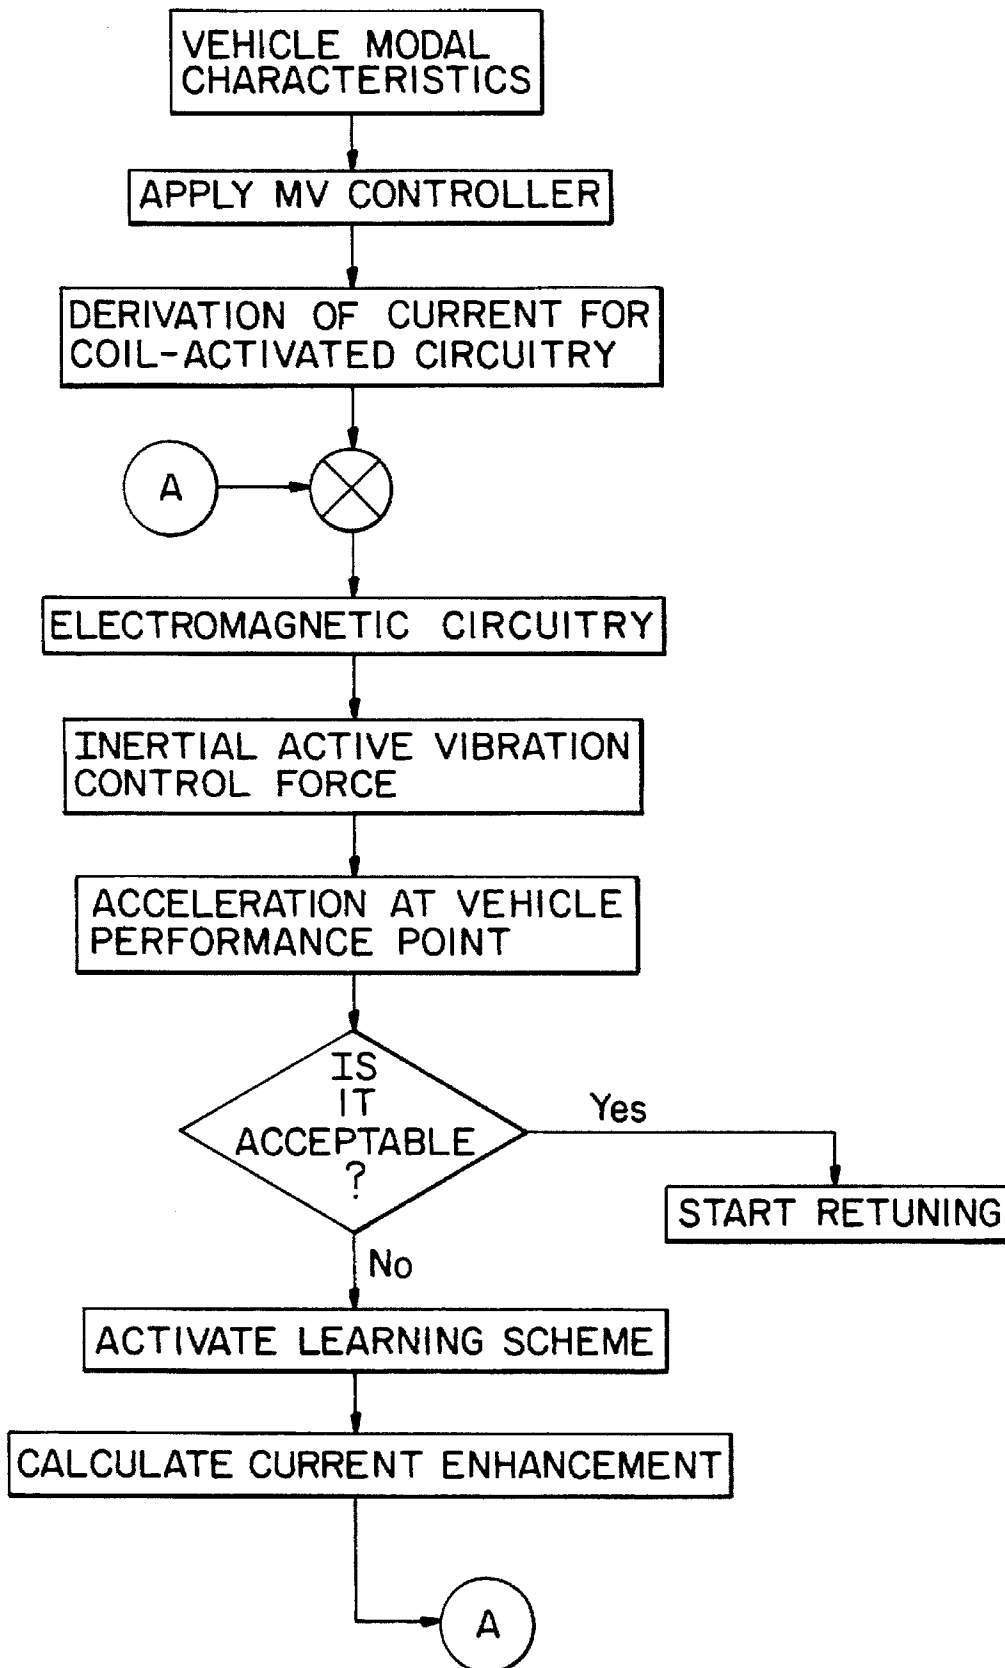 VEHICLE MODAL
CHARACTERISTICS
APPLY MV CONTROLLER
DERIVATION OF CURRENT FOR
COIL-ACTIVATED CIRCUITRY
A
ELECTROMAGNETIC CIRCUITRY
INERTIAL ACTIVE VIBRATION
CONTROL FORCE
ACCELERATION AT VEHICLE
PERFORMANCE POINT
IS
IT
ACCEPTABLE
?
Yes
START RETUNING
No
ACTIVATE LEARNING SCHEME
CALCULATE CURRENT ENHANCEMENT
A